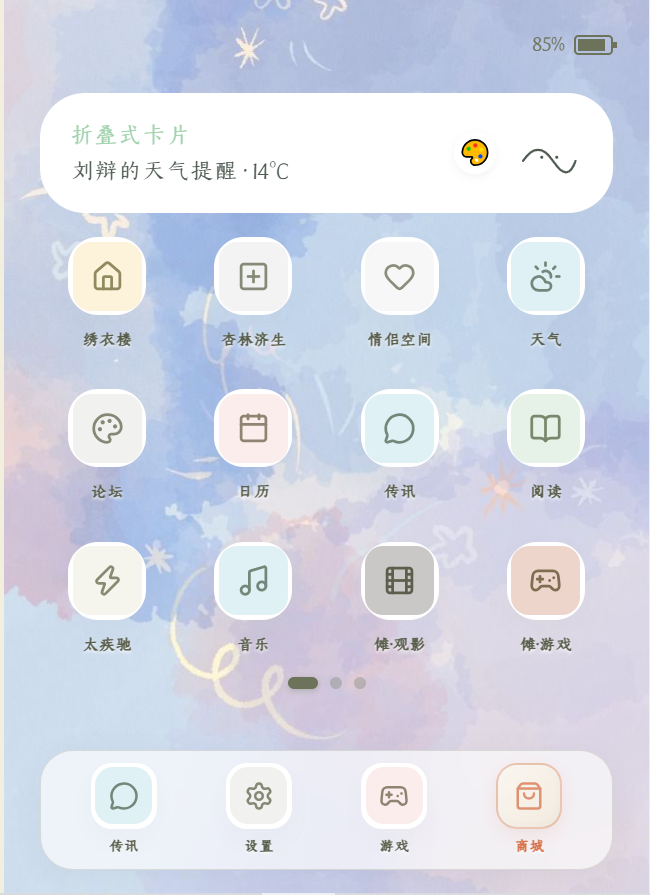 85%
折叠式卡片
刘辩的天气提醒 · 14°C
绣衣楼 杏林济生 情侣空间 天气
论坛 日历 传讯 阅读
太疾驰 音乐 傩·观影 傩·游戏
传讯 设置 游戏 商城